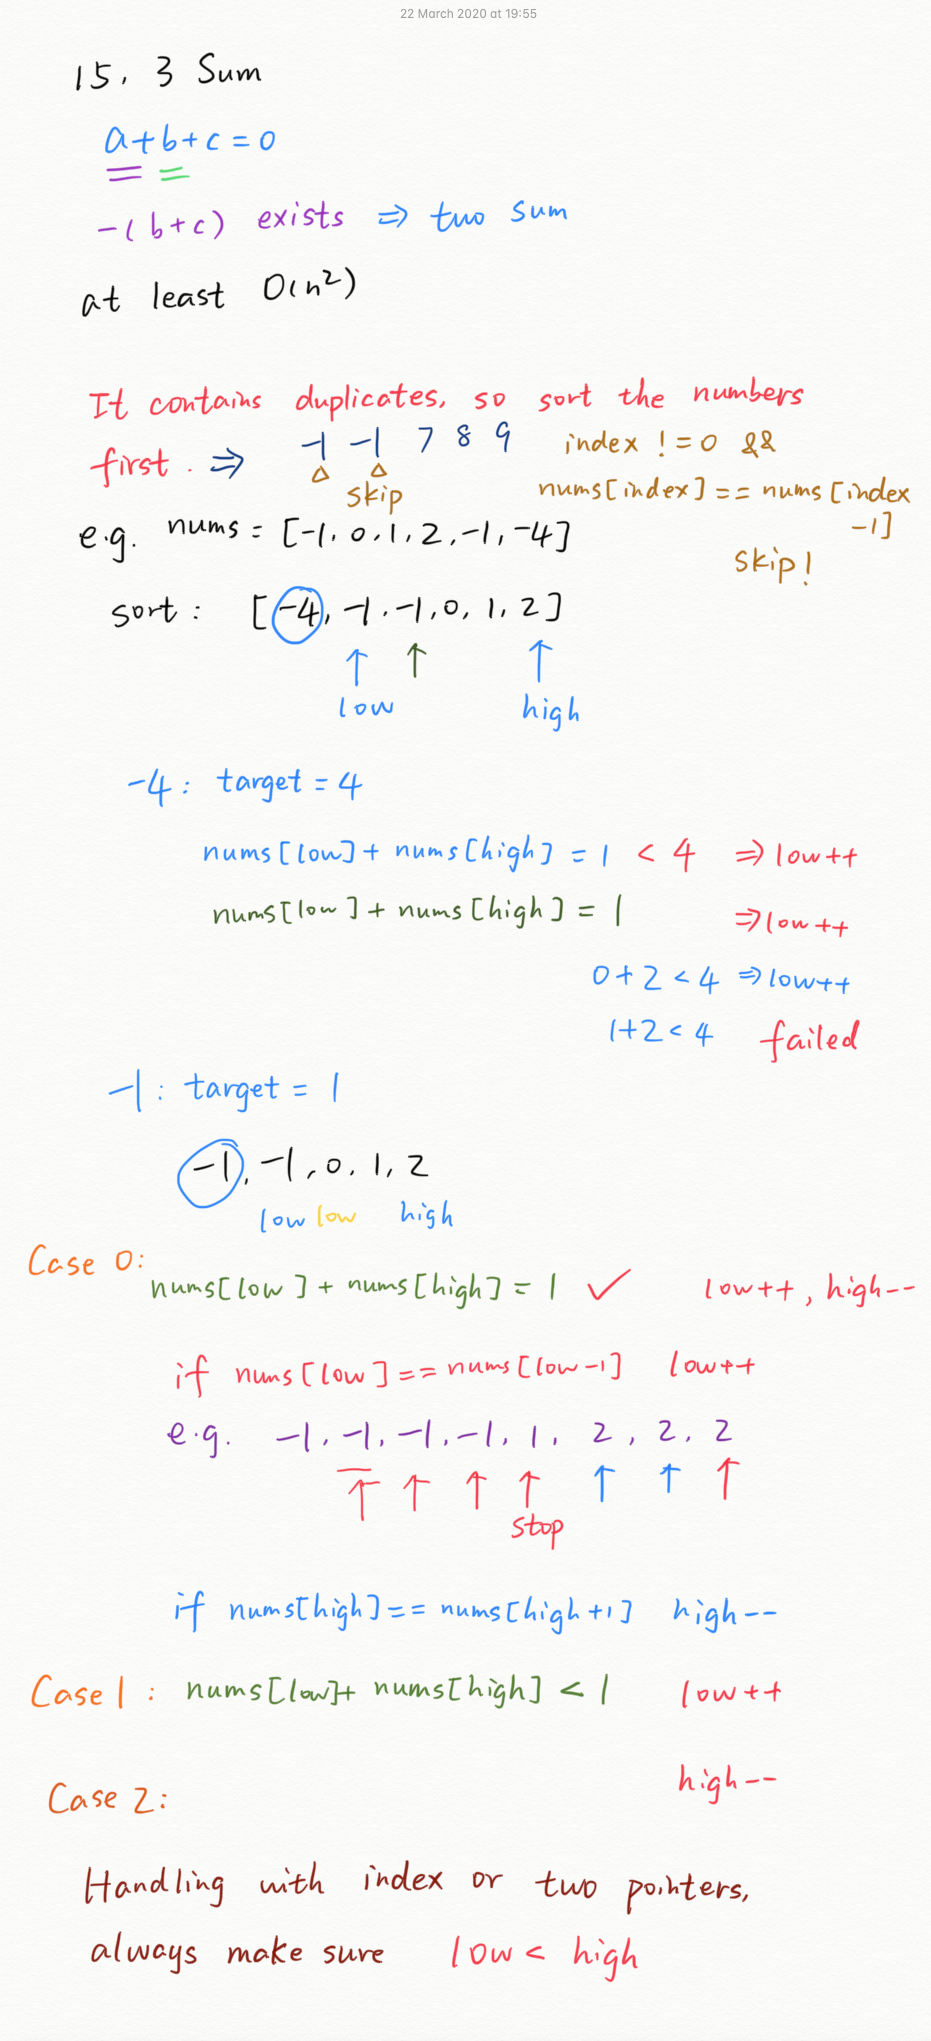 22 March 2020 at 19:55
15. 3 Sum
a+b+c=0
-(b+c) exists ⇒ two sum
at least O(n²)
It contains duplicates, so sort the numbers
first. ⇒ -1 -1 7 8 9 index != 0 &&
skip nums[index] == nums[index
-1]
e.g. nums = [-1, 0, 1, 2, -1, -4]
skip!
sort: [-4, -1, -1, 0, 1, 2]
↑ ↑ ↑
low high
-4: target = 4
nums[low] + nums[high] = 1 < 4 ⇒ low++
nums[low] + nums[high] = 1 ⇒ low++
0+2 < 4 ⇒ low++
1+2 < 4 failed
-1: target = 1
-1, -1, 0, 1, 2
low low high
Case 0:
nums[low] + nums[high] = 1 ✓ low++, high--
if nums[low] == nums[low-1] low++
e.g. -1, -1, -1, -1, 1, 2, 2, 2
↑ ↑ ↑ ↑ ↑ ↑ ↑
stop
if nums[high] == nums[high+1] high--
Case 1: nums[low]+ nums[high] < 1 low++
high--
Case 2:
Handling with index or two pointers,
always make sure low < high